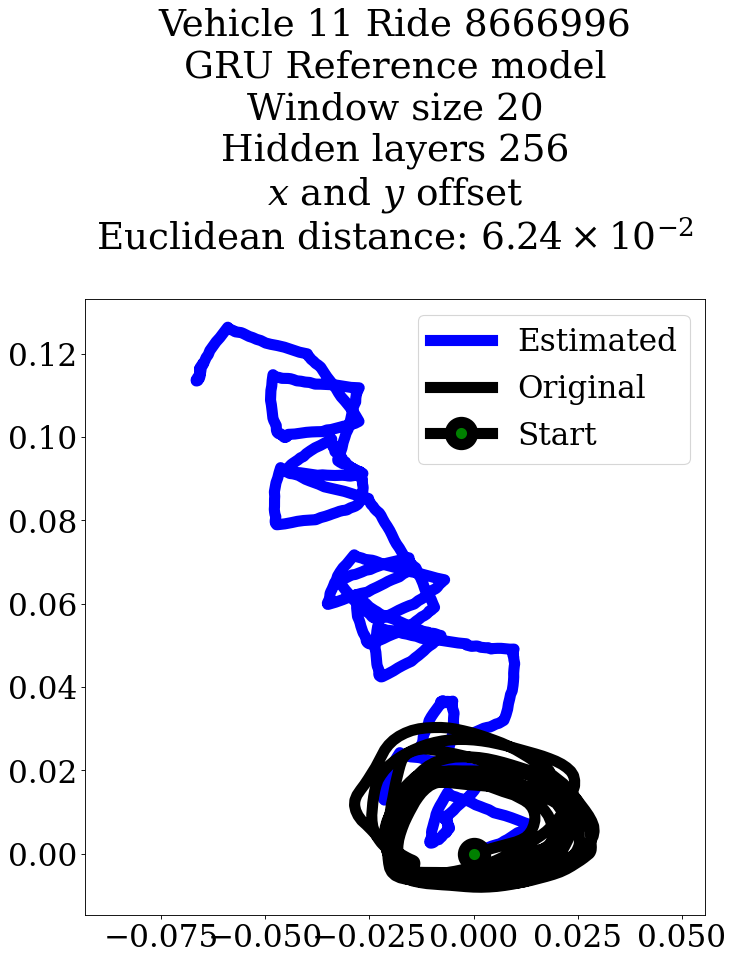 Vehicle 11 Ride 8666996
GRU Reference model
Window size 20
Hidden layers 256
x and y offset
Euclidean distance: 6.24 × 10⁻²
Estimated
Original
Start
0.12
0.10
0.08
0.06
0.04
0.02
0.00
−0.075 −0.050 −0.025 0.000 0.025 0.050